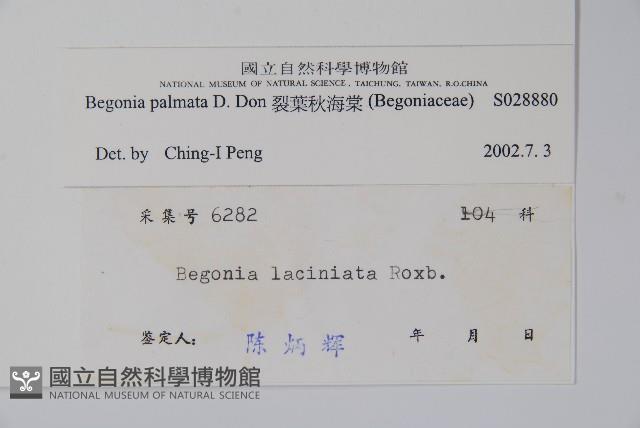 國立自然科學博物館
NATIONAL MUSEUM OF NATURAL SCIENCE, TAICHUNG, TAIWAN, R.O.CHINA
Begonia palmata D. Don 裂葉秋海棠 (Begoniaceae) S028880
Det. by Ching-I Peng 2002.7. 3
采集号 6282 104 科
Begonia laciniata Roxb.
鉴定人: 陈炳辉 年 月 日
國立自然科學博物館
NATIONAL MUSEUM OF NATURAL SCIENCE